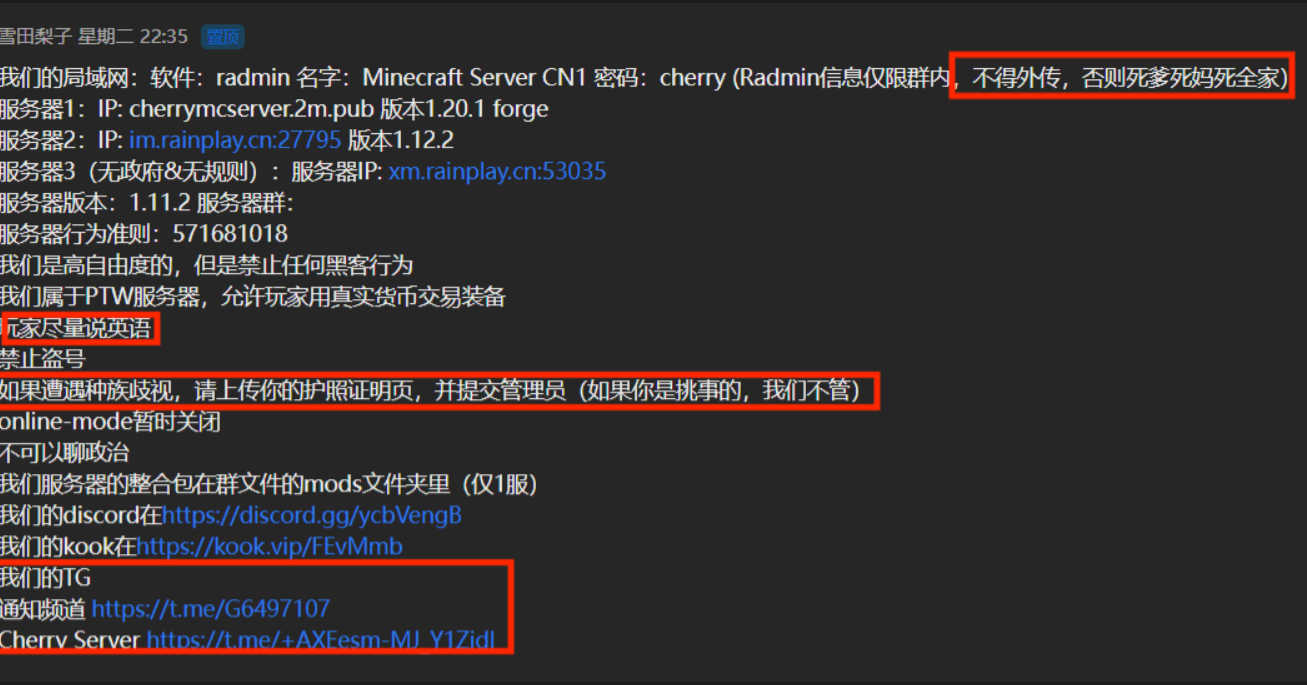 雪田梨子 星期二 22:35 置顶
我们的局域网：软件：radmin 名字：Minecraft Server CN1 密码：cherry (Radmin信息仅限群内，不得外传，否则死爹死妈死全家)
服务器1：IP: cherrymcserver.2m.pub 版本1.20.1 forge
服务器2：IP: im.rainplay.cn:27795 版本1.12.2
服务器3（无政府&无规则）：服务器IP: xm.rainplay.cn:53035
服务器版本：1.11.2 服务器群：
服务器行为准则：571681018
我们是高自由度的，但是禁止任何黑客行为
我们属于PTW服务器，允许玩家用真实货币交易装备
玩家尽量说英语
禁止盗号
如果遭遇种族歧视，请上传你的护照证明页，并提交管理员（如果你是挑事的，我们不管）
online-mode暂时关闭
不可以聊政治
我们服务器的整合包在群文件的mods文件夹里（仅1服）
我们的discord在https://discord.gg/ycbVengB
我们的kook在https://kook.vip/FEvMmb
我们的TG
通知频道 https://t.me/G6497107
Cherry Server https://t.me/+AXEesm-MJ_Y1Zidl